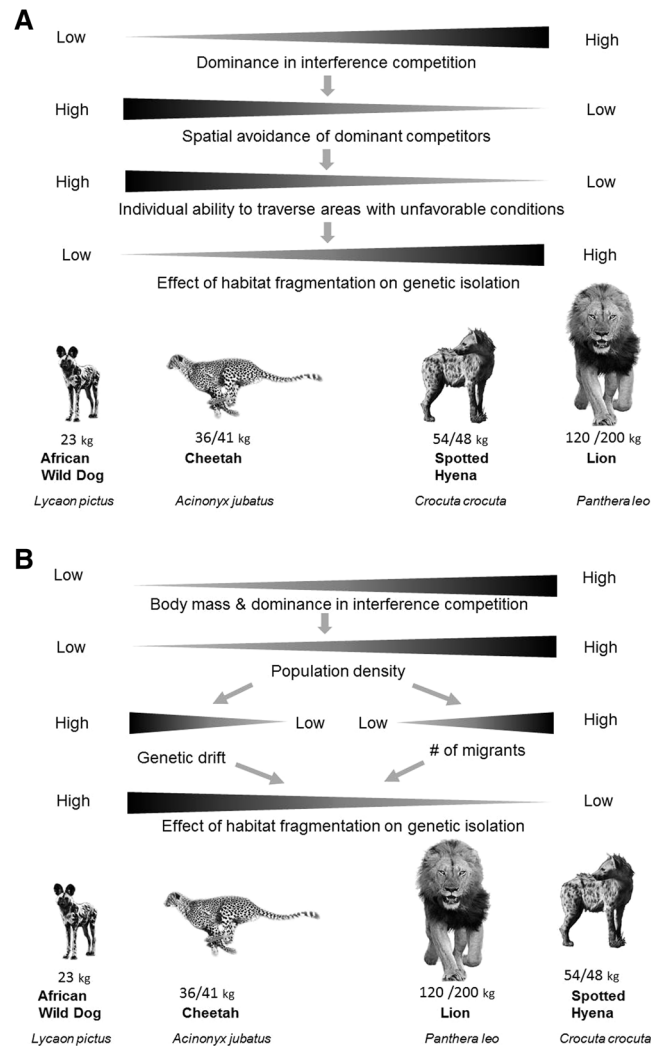 A
Low
High
Dominance in interference competition
High
Low
Spatial avoidance of dominant competitors
High
Low
Individual ability to traverse areas with unfavorable conditions
Low
High
Effect of habitat fragmentation on genetic isolation
23 kg
36/41 kg
54/48 kg
120 /200 kg
African
Wild Dog
Cheetah
Spotted
Hyena
Lion
Lycaon pictus
Acinonyx jubatus
Crocuta crocuta
Panthera leo
B
Low
High
Body mass & dominance in interference competition
Low
High
Population density
High
Low
Low
High
Genetic drift
# of migrants
High
Low
Effect of habitat fragmentation on genetic isolation
23 kg
36/41 kg
120 /200 kg
54/48 kg
African
Wild Dog
Cheetah
Lion
Spotted
Hyena
Lycaon pictus
Acinonyx jubatus
Panthera leo
Crocuta crocuta